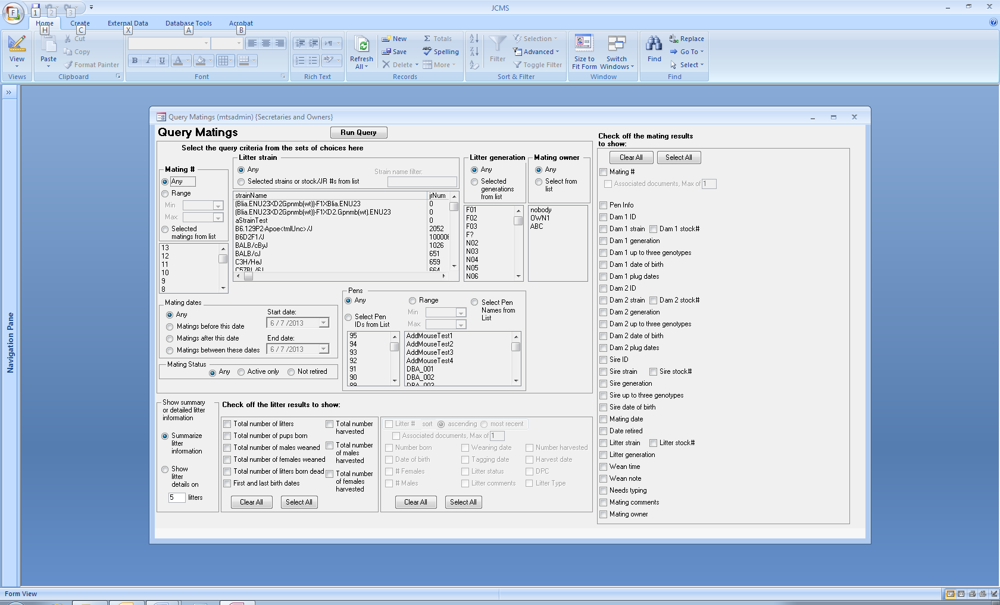 JCMS
F
1
2
3
Home
Create
External Data
Database Tools
Acrobat
H
C
X
A
B
View
Paste
Cut
Copy
Format Painter
B I U
A
Refresh
All
New
Save
Delete
Totals
Spelling
More
Filter
Selection
Advanced
Toggle Filter
Size to
Fit Form
Switch
Windows
Find
Replace
Go To
Select
Views
Clipboard
Font
Rich Text
Records
Sort & Filter
Window
Find
Navigation Pane
Query Matings (mtsadmin) {Secretaries and Owners}
Query Matings
Run Query
Select the query criteria from the sets of choices here
Mating #
Any
Range
Min
Max:
Selected
matings from list
13
12
11
10
9
8
Litter strain
Any
Selected strains or stock/JR #s from list
Strain name filter:
strainName jrNum
(Blia.ENU23XD2Gpnmb(wt))-F1XBlia.ENU23 0
(Blia.ENU23XD2Gpnmb(wt))-F1XD2.Gpnmb(wt).ENU23 0
aStrainTest 0
B6.129P2-Apoe<tmlUnc>/J 2052
B6D2F1/J 100006
BALB/cByJ 1026
BALB/cJ 651
C3H/HeJ 659
C57BL/6J 664
Litter generation
Any
Selected
generations
from list
F01
F02
F03
F?
N02
N03
N04
N05
N06
Mating owner
Any
Select from
list
nobody
OWN1
ABC
Mating dates
Any
Matings before this date
Matings after this date
Matings between these dates
Start date:
6 / 7 /2013
End date:
6 / 7 /2013
Mating Status
Any
Active only
Not retired
Pens
Any
Select Pen
IDs from List
Range
Min
Max:
Select Pen
Names from
List
95
94
93
92
91
90
89
AddMouseTest1
AddMouseTest2
AddMouseTest3
AddMouseTest4
DBA_001
DBA_002
DBA_003
Show summary
or detailed litter
information
Summarize
litter
information
Show
litter
details on
5 litters
Check off the litter results to show:
Total number of litters
Total number of pups born
Total number of males weaned
Total number of females weaned
Total number of litters born dead
First and last birth dates
Total number
harvested
Total number
of males
harvested
Total number
of females
harvested
Clear All
Select All
Litter # sort ascending most recent
Associated documents, Max of 1
Number born
Weaning date
Number harvested
Date of birth
Tagging date
Harvest date
# Females
Litter status
DPC
# Males
Litter comments
Litter Type
Clear All
Select All
Check off the mating results
to show:
Clear All
Select All
Mating #
Associated documents, Max of 1
Pen Info
Dam 1 ID
Dam 1 strain Dam 1 stock#
Dam 1 generation
Dam 1 up to three genotypes
Dam 1 date of birth
Dam 1 plug dates
Dam 2 ID
Dam 2 strain Dam 2 stock#
Dam 2 generation
Dam 2 up to three genotypes
Dam 2 date of birth
Dam 2 plug dates
Sire ID
Sire strain Sire stock#
Sire generation
Sire up to three genotypes
Sire date of birth
Mating date
Date retired
Litter strain Litter stock#
Litter generation
Wean time
Wean note
Needs typing
Mating comments
Mating owner
Form View